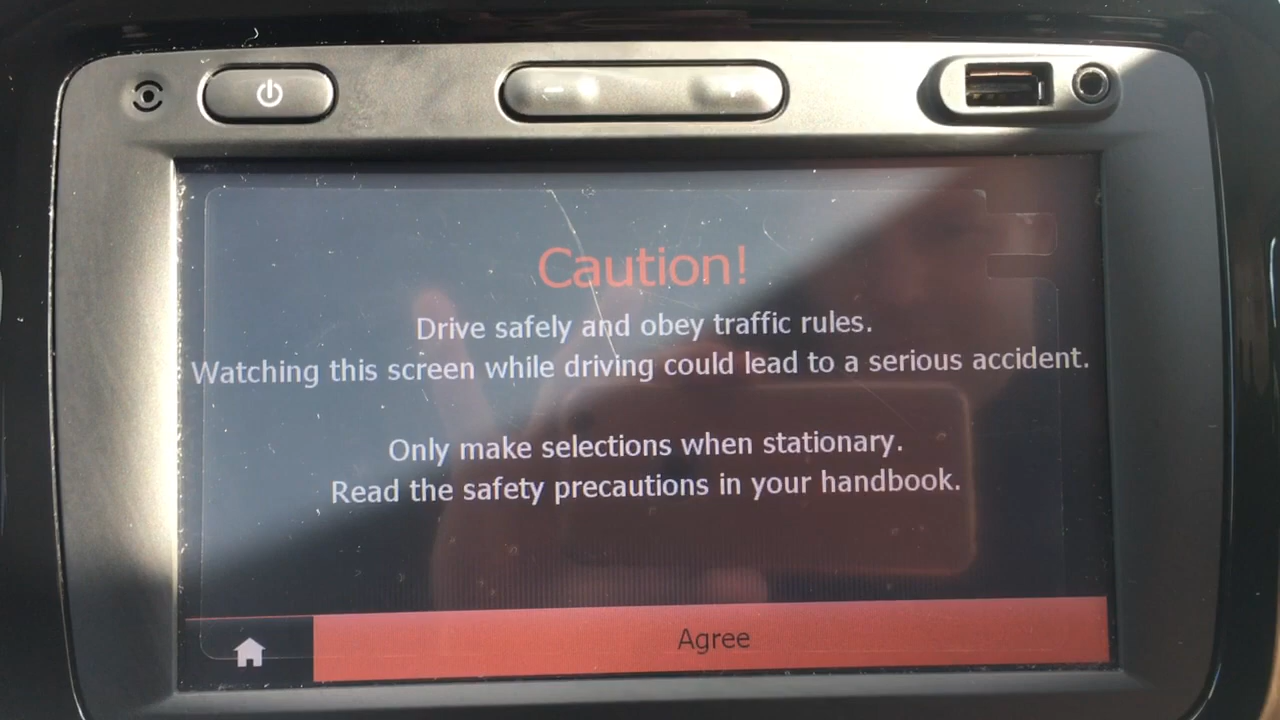 Caution!
Drive safely and obey traffic rules.
Watching this screen while driving could lead to a serious accident.
Only make selections when stationary.
Read the safety precautions in your handbook.
Agree